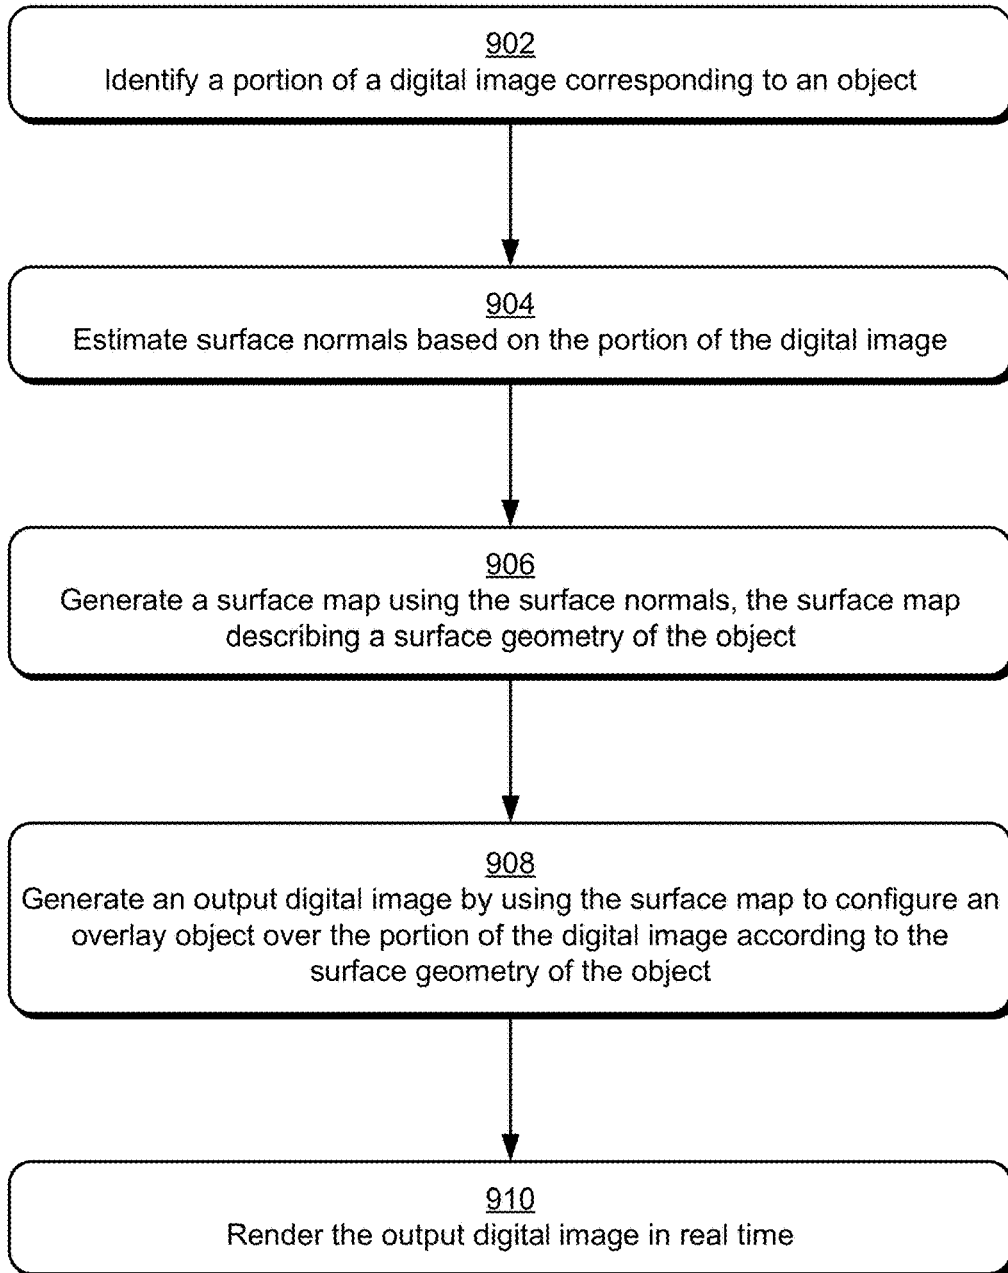 902
Identify a portion of a digital image corresponding to an object
904
Estimate surface normals based on the portion of the digital image
906
Generate a surface map using the surface normals, the surface map
describing a surface geometry of the object
908
Generate an output digital image by using the surface map to configure an
overlay object over the portion of the digital image according to the
surface geometry of the object
910
Render the output digital image in real time